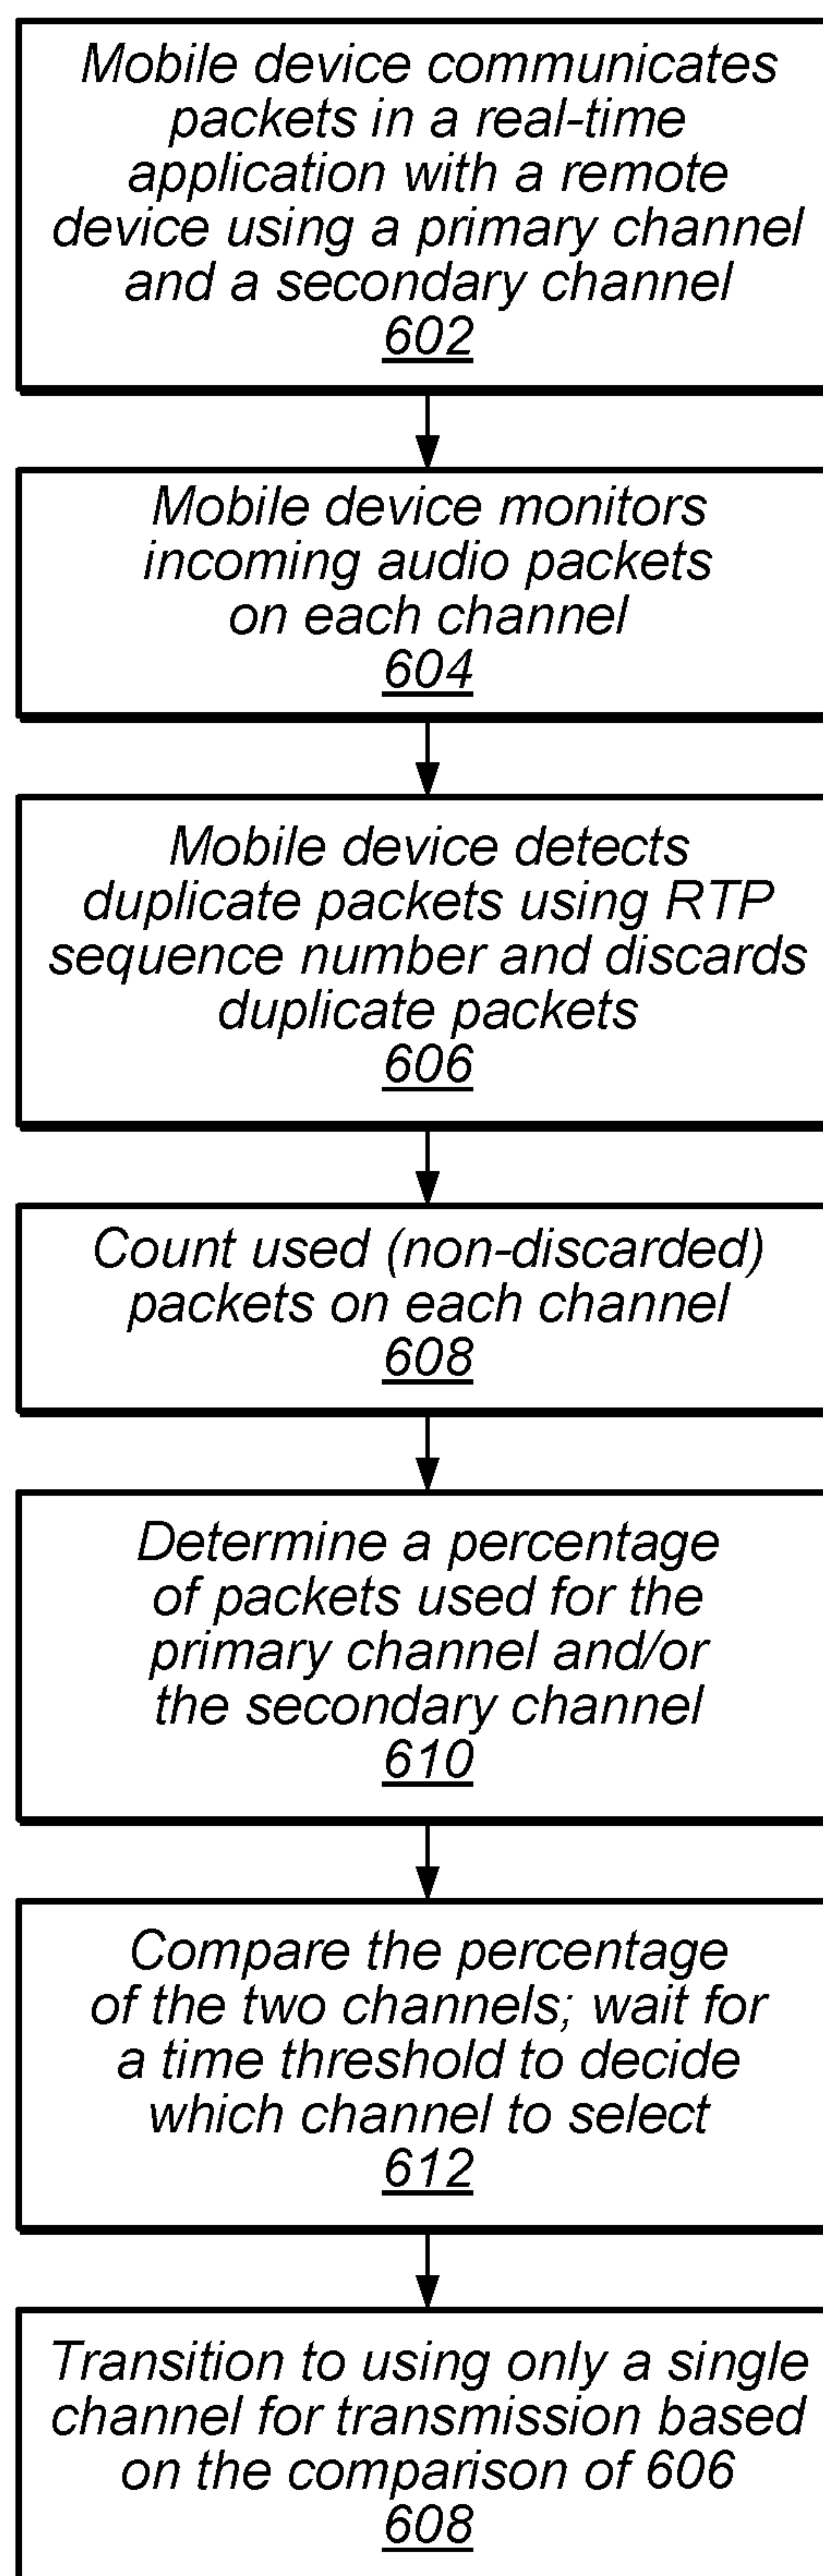 Mobile device communicates
packets in a real-time
application with a remote
device using a primary channel
and a secondary channel
602
Mobile device monitors
incoming audio packets
on each channel
604
Mobile device detects
duplicate packets using RTP
sequence number and discards
duplicate packets
606
Count used (non-discarded)
packets on each channel
608
Determine a percentage
of packets used for the
primary channel and/or
the secondary channel
610
Compare the percentage
of the two channels; wait for
a time threshold to decide
which channel to select
612
Transition to using only a single
channel for transmission based
on the comparison of 606
608